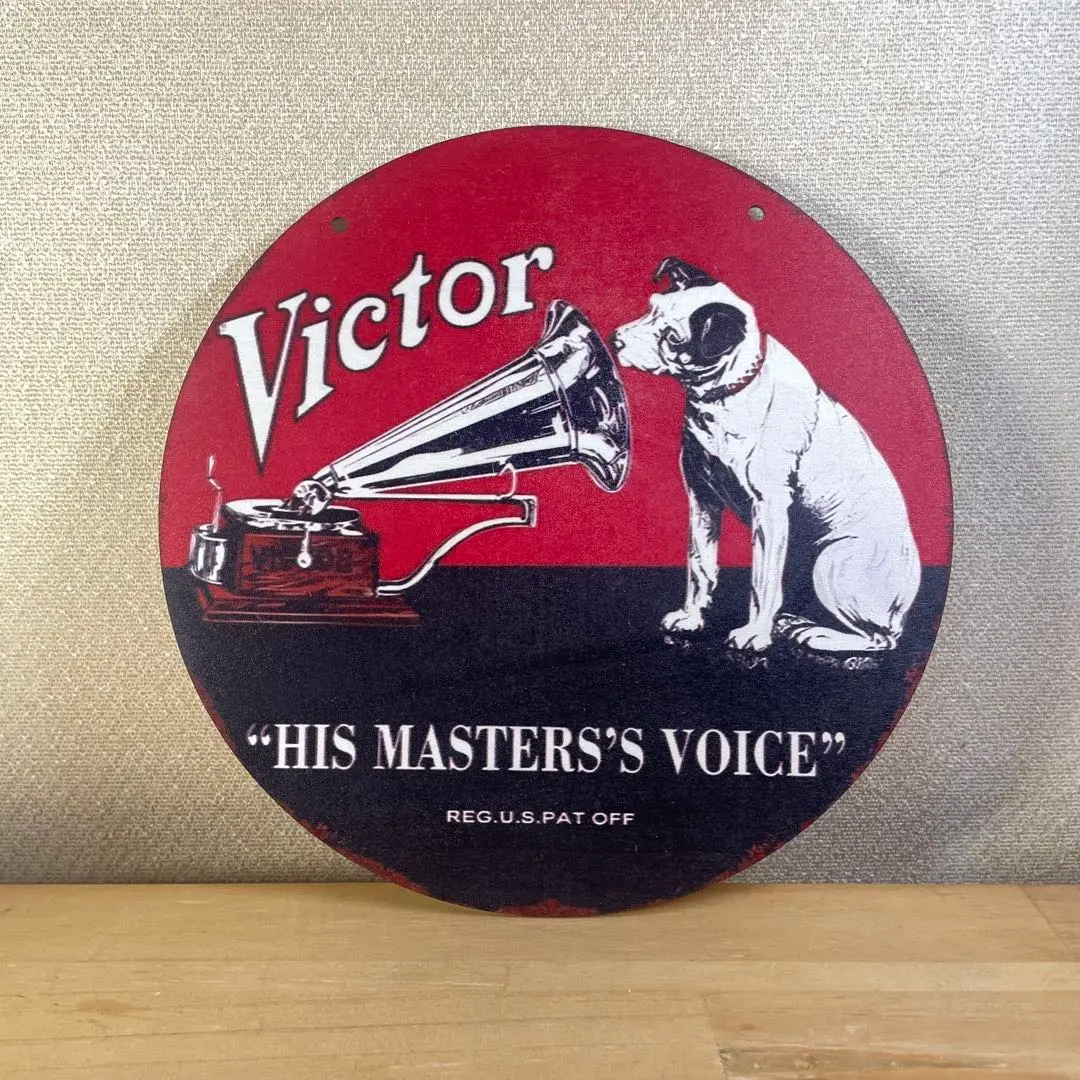 Victor
“HIS MASTERS’S VOICE”
REG.U.S.PAT OFF